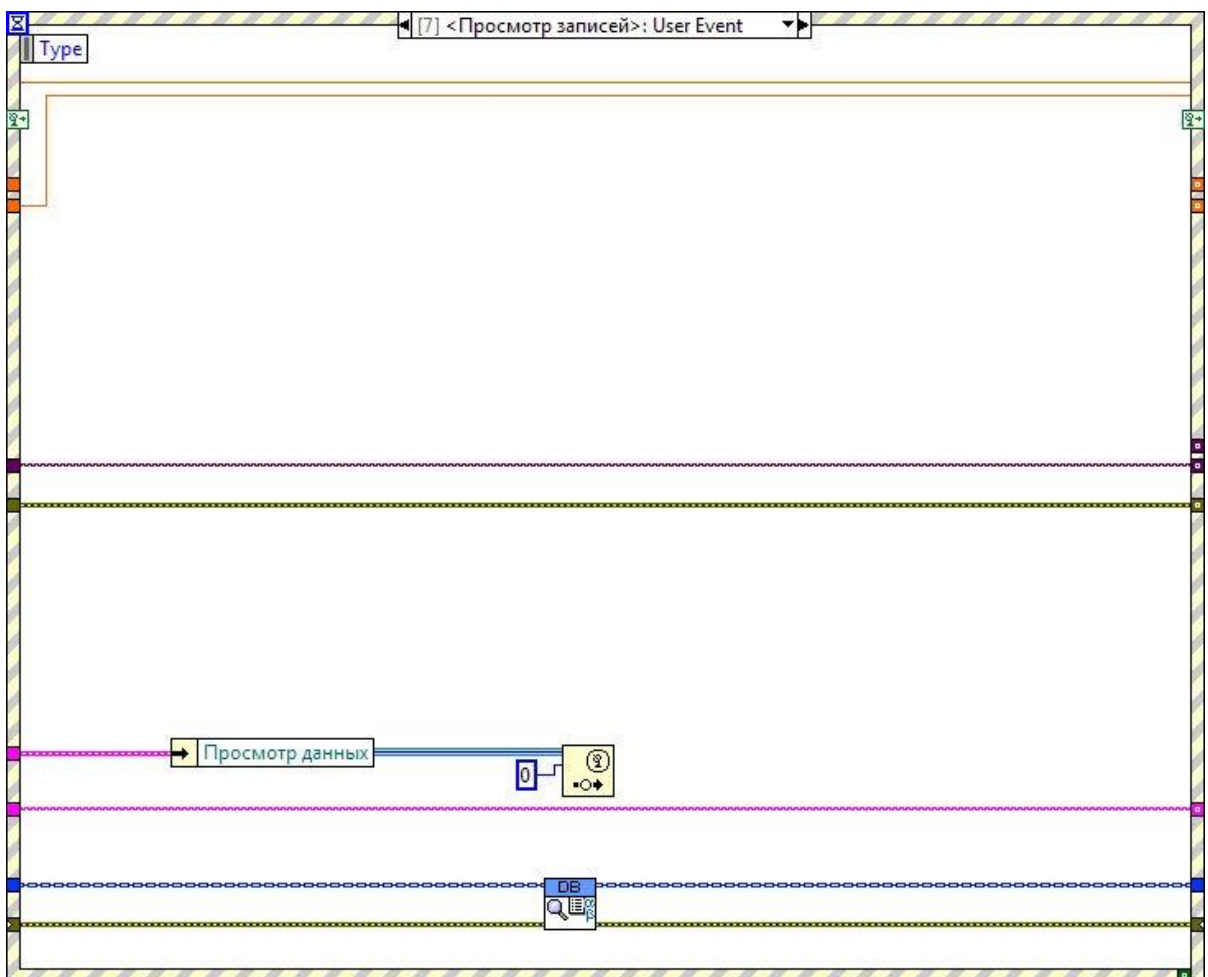 [7] <Просмотр записей>: User Event
Type
Просмотр данных
0
DB